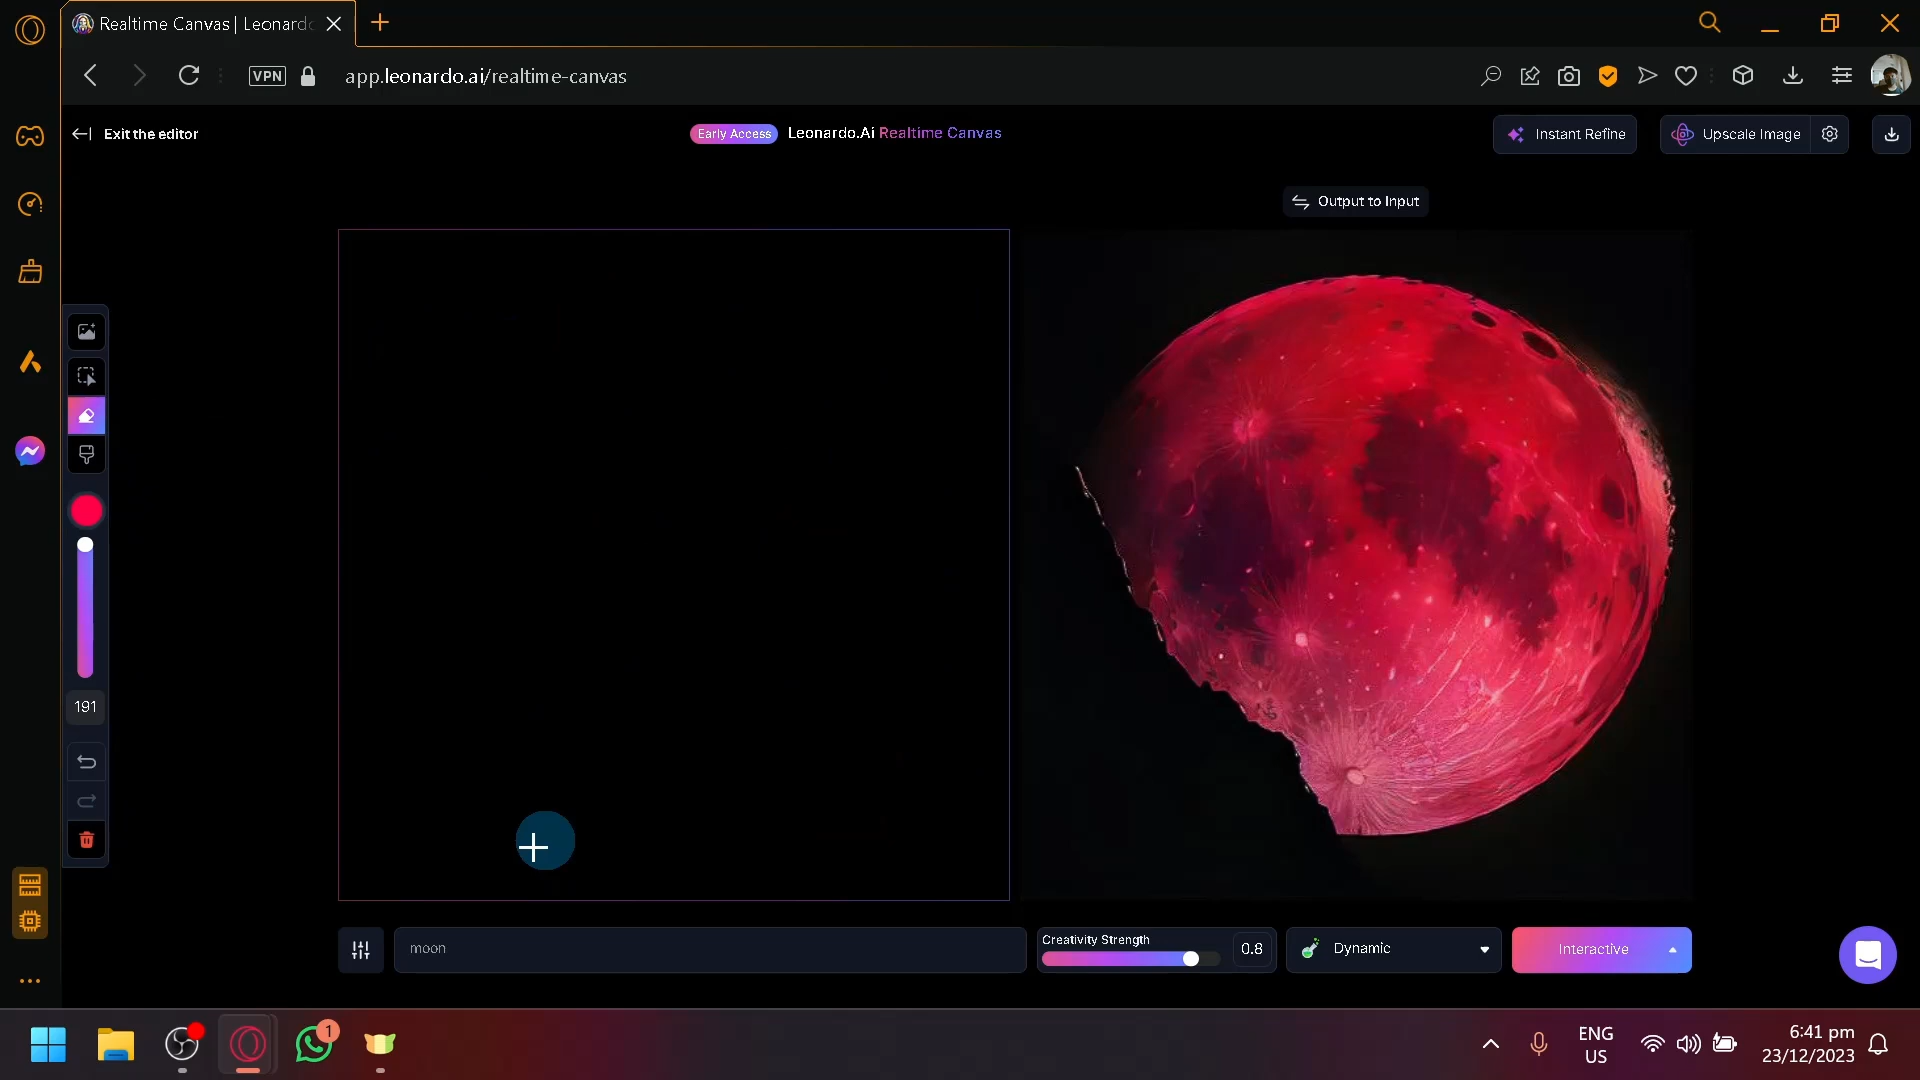 Realtime Canvas | Leonardo
VPN
app.leonardo.ai/realtime-canvas
Exit the editor
Early Access
Leonardo.Ai Realtime Canvas
Instant Refine
Upscale Image
Output to Input
191
moon
Creativity Strength
0.8
Dynamic
Interactive
1
ENG
US
6:41 pm
23/12/2023